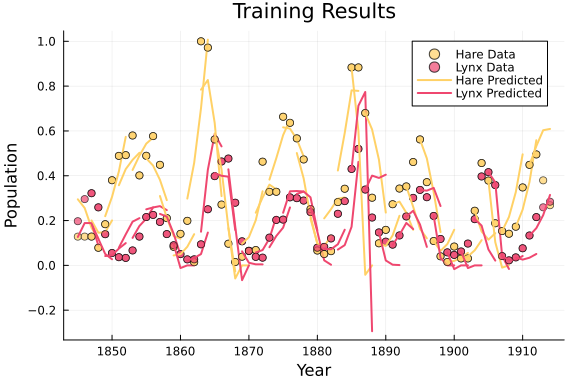 Training Results
Hare Data
Lynx Data
Hare Predicted
Lynx Predicted
1.0
0.8
0.6
0.4
0.2
0.0
−0.2
Population
1850
1860
1870
1880
1890
1900
1910
Year